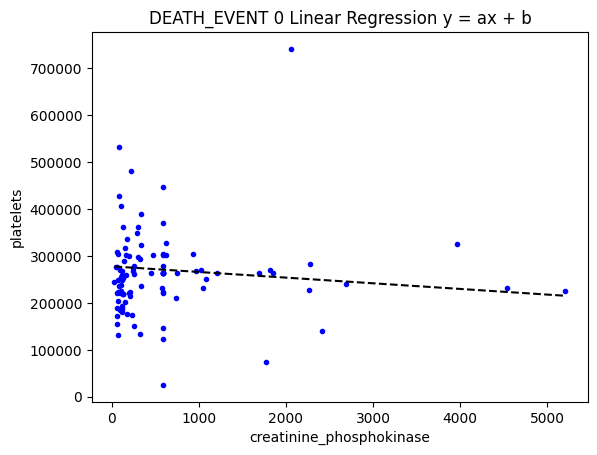 DEATH_EVENT 0 Linear Regression y = ax + b
700000
600000
500000
400000
300000
200000
100000
0
platelets
0 1000 2000 3000 4000 5000
creatinine_phosphokinase